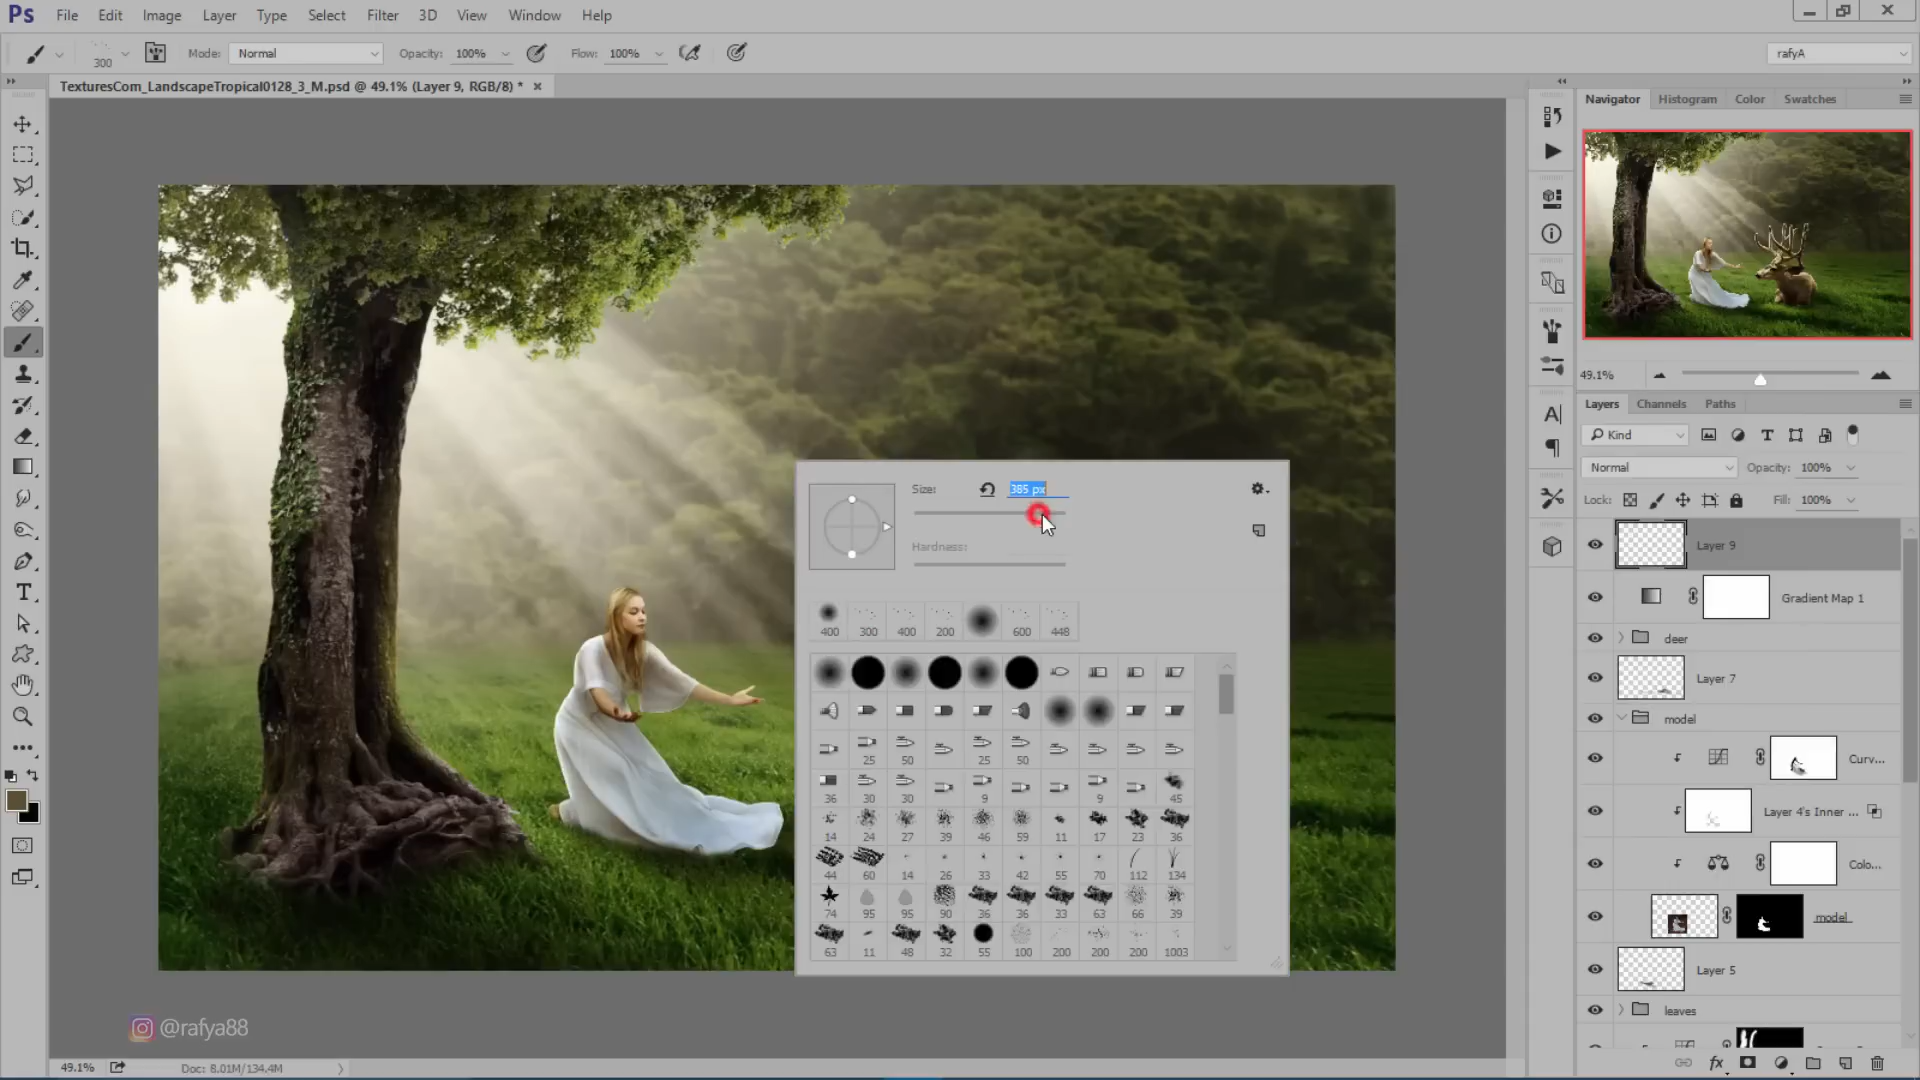 Ps File Edit Image Layer Type Select Filter 3D View Window Help
300 Mode: Normal Opacity: 100% Flow: 100% rafyA
TexturesCom_LandscapeTropical0128_3_M.psd @ 49.1% (Layer 9, RGB/8) *
Navigator Histogram Color Swatches
49.1%
Layers Channels Paths
Kind
Normal Opacity: 100%
Lock: Fill: 100%
Layer 9
Gradient Map 1
deer
Layer 7
model
Curv...
Layer 4's Inner ...
Colo...
model
Layer 5
leaves
Size: 385 px
Hardness:
400 300 400 200 600 448
25 50 25 50
36 30 30 9 9 45
14 24 27 39 46 59 11 17 23 36
44 60 14 26 33 42 55 70 112 134
74 95 95 90 36 36 33 63 66 39
63 11 48 32 55 100 200 200 200 1003
@rafya88
49.1% Doc: 8.01M/134.4M